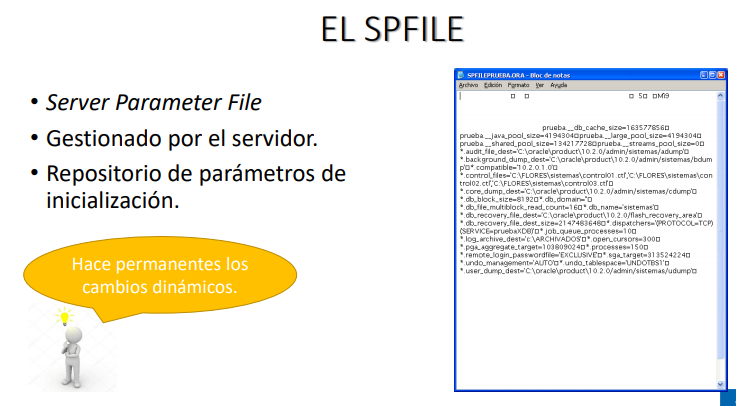 EL SPFILE
• Server Parameter File
• Gestionado por el servidor.
• Repositorio de parámetros de
inicialización.
Hace permanentes los
cambios dinámicos.
SPFILEPRUEBA.ORA - Bloc de notas
Archivo Edición Formato Ver Ayuda
prueba.__db_cache_size=163577856□
prueba.__java_pool_size=4194304□prueba.__large_pool_size=4194304□
prueba.__shared_pool_size=134217728□prueba.__streams_pool_size=0□
*.audit_file_dest='C:\oracle\product\10.2.0/admin/sistemas/adump'□
*.background_dump_dest='C:\oracle\product\10.2.0/admin/sistemas/bdum
p'□*.compatible='10.2.0.1.0'□
*.control_files='C:\FLORES\sistemas\control01.ctl','C:\FLORES\sistemas\con
trol02.ctl','C:\FLORES\sistemas\control03.ctl'□
*.core_dump_dest='C:\oracle\product\10.2.0/admin/sistemas/cdump'□
*.db_block_size=8192□*.db_domain=''□
*.db_file_multiblock_read_count=16□*.db_name='sistemas'□
*.db_recovery_file_dest='C:\oracle\product\10.2.0/flash_recovery_area'□
*.db_recovery_file_dest_size=2147483648□*.dispatchers='(PROTOCOL=TCP)
(SERVICE=pruebaXDB)'□*.job_queue_processes=10□
*.log_archive_dest='c:\ARCHIVADOS'□*.open_cursors=300□
*.pga_aggregate_target=103809024□*.processes=150□
*.remote_login_passwordfile='EXCLUSIVE'□*.sga_target=313524224□
*.undo_management='AUTO'□*.undo_tablespace='UNDOTBS1'□
*.user_dump_dest='C:\oracle\product\10.2.0/admin/sistemas/udump'□